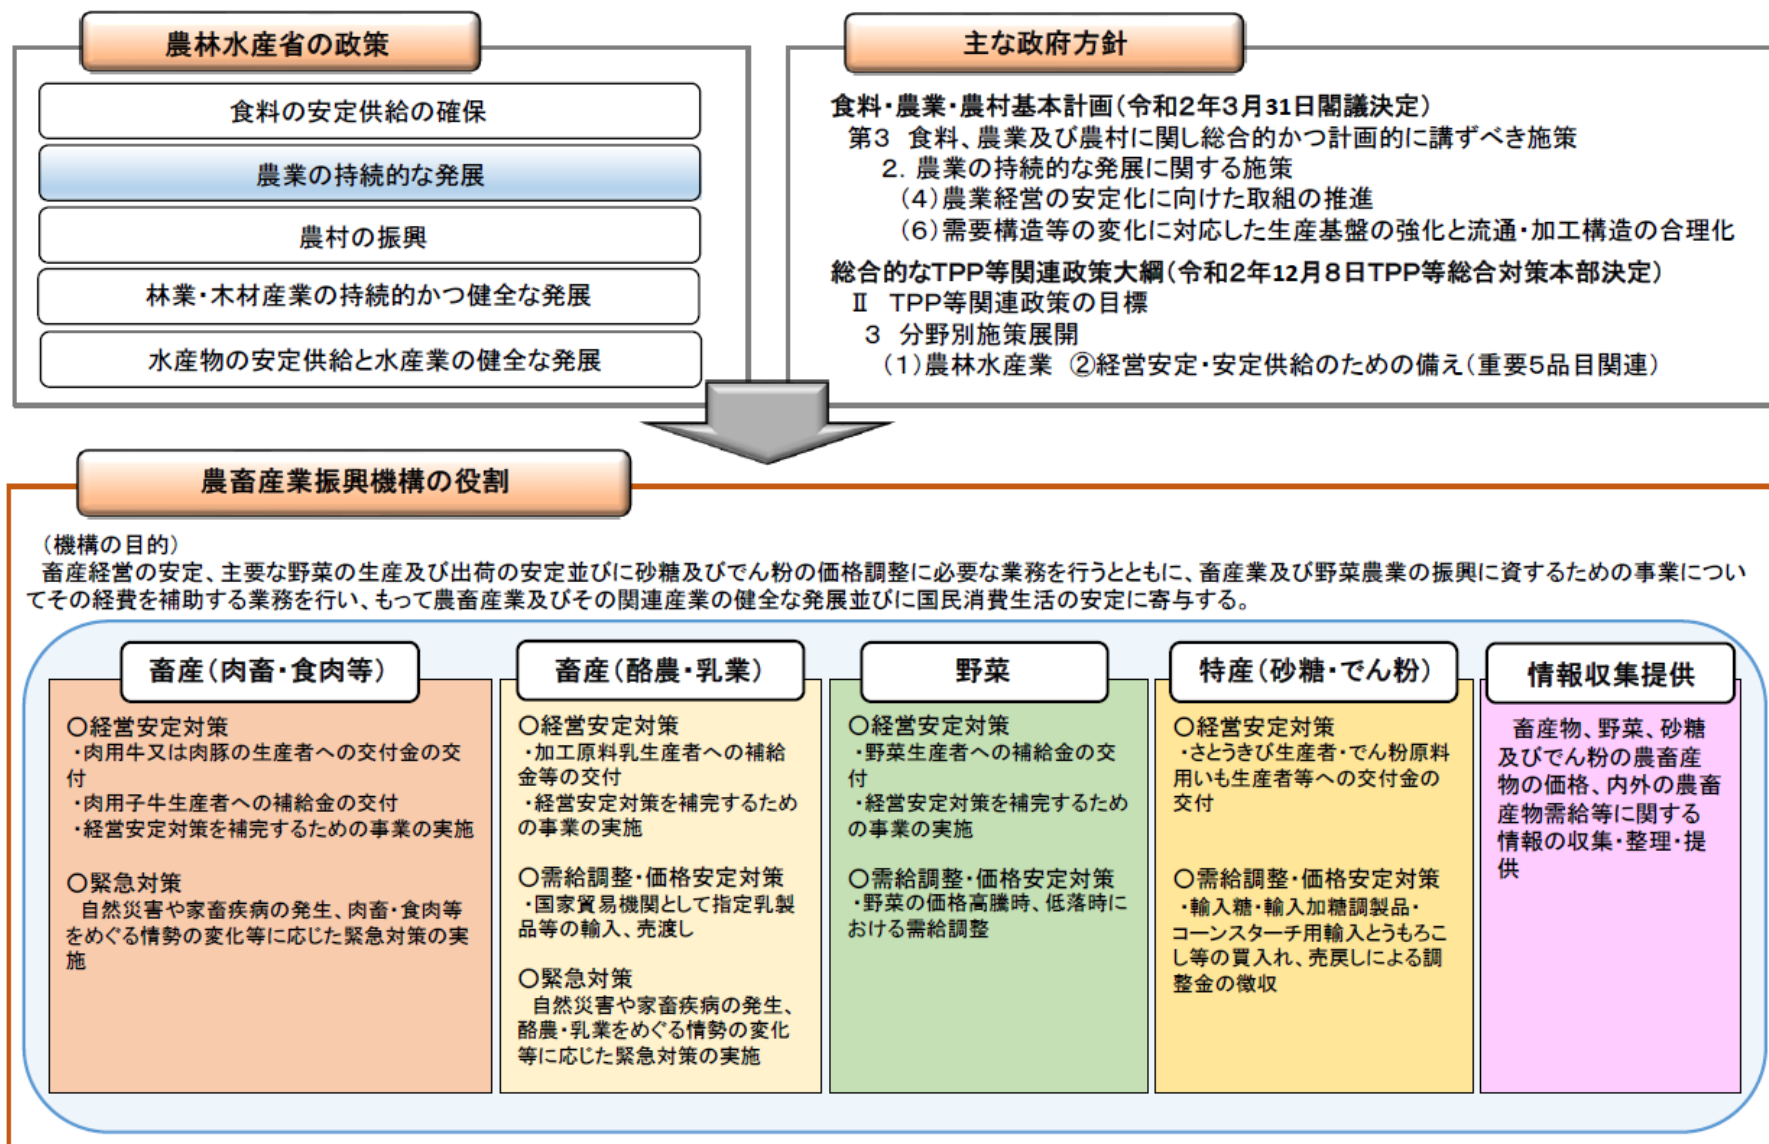 農林水産省の政策
食料の安定供給の確保
農業の持続的な発展
農村の振興
林業・木材産業の持続的かつ健全な発展
水産物の安定供給と水産業の健全な発展
主な政府方針
食料・農業・農村基本計画(令和2年3月31日閣議決定)
第3 食料、農業及び農村に関し総合的かつ計画的に講ずべき施策
2. 農業の持続的な発展に関する施策
(4)農業経営の安定化に向けた取組の推進
(6)需要構造等の変化に対応した生産基盤の強化と流通・加工構造の合理化
総合的なTPP等関連政策大綱(令和2年12月8日TPP等総合対策本部決定)
Ⅱ TPP等関連政策の目標
3 分野別施策展開
(1)農林水産業 ②経営安定・安定供給のための備え(重要5品目関連)
農畜産業振興機構の役割
(機構の目的)
畜産経営の安定、主要な野菜の生産及び出荷の安定並びに砂糖及びでん粉の価格調整に必要な業務を行うとともに、畜産業及び野菜農業の振興に資するための事業につい
てその経費を補助する業務を行い、もって農畜産業及びその関連産業の健全な発展並びに国民消費生活の安定に寄与する。
畜産(肉畜・食肉等)
○経営安定対策
・肉用牛又は肉豚の生産者への交付金の交
付
・肉用子牛生産者への補給金の交付
・経営安定対策を補完するための事業の実施
○緊急対策
自然災害や家畜疾病の発生、肉畜・食肉等
をめぐる情勢の変化等に応じた緊急対策の実
施
畜産(酪農・乳業)
○経営安定対策
・加工原料乳生産者への補給
金等の交付
・経営安定対策を補完するため
の事業の実施
○需給調整・価格安定対策
・国家貿易機関として指定乳製
品等の輸入、売渡し
○緊急対策
自然災害や家畜疾病の発生、
酪農・乳業をめぐる情勢の変化
等に応じた緊急対策の実施
野菜
○経営安定対策
・野菜生産者への補給金の交
付
・経営安定対策を補完するため
の事業の実施
○需給調整・価格安定対策
・野菜の価格高騰時、低落時に
おける需給調整
特産(砂糖・でん粉)
○経営安定対策
・さとうきび生産者・でん粉原料
用いも生産者等への交付金の
交付
○需給調整・価格安定対策
・輸入糖・輸入加糖調製品・
コーンスターチ用輸入とうもろこ
し等の買入れ、売戻しによる調
整金の徴収
情報収集提供
畜産物、野菜、砂糖
及びでん粉の農畜産
物の価格、内外の農畜
産物需給等に関する
情報の収集・整理・提
供